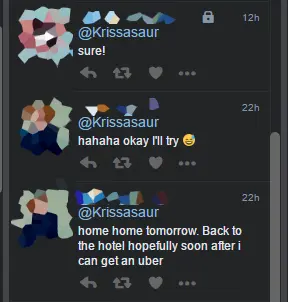 12h
@Krissasaur
sure!
22h
@Krissasaur
hahaha okay I'll try 😅
22h
@Krissasaur
home home tomorrow. Back to
the hotel hopefully soon after i
can get an uber